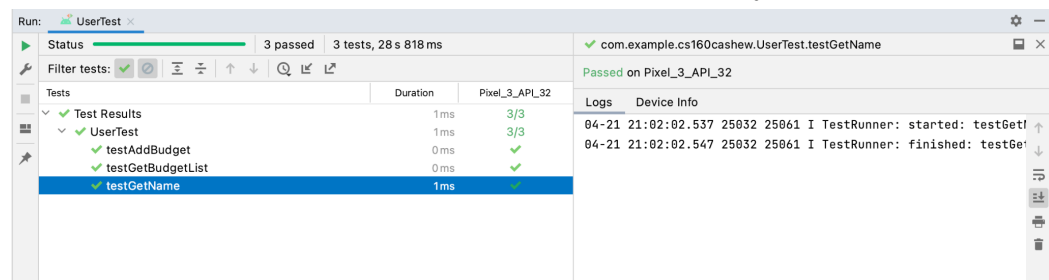 Run: UserTest
Status 3 passed 3 tests, 28 s 818 ms
Filter tests:
Tests Duration Pixel_3_API_32
Test Results 1 ms 3/3
UserTest 1 ms 3/3
testAddBudget 0 ms
testGetBudgetList 0 ms
testGetName 1 ms
com.example.cs160cashew.UserTest.testGetName
Passed on Pixel_3_API_32
Logs Device Info
04-21 21:02:02.537 25032 25061 I TestRunner: started: testGet
04-21 21:02:02.547 25032 25061 I TestRunner: finished: testGe